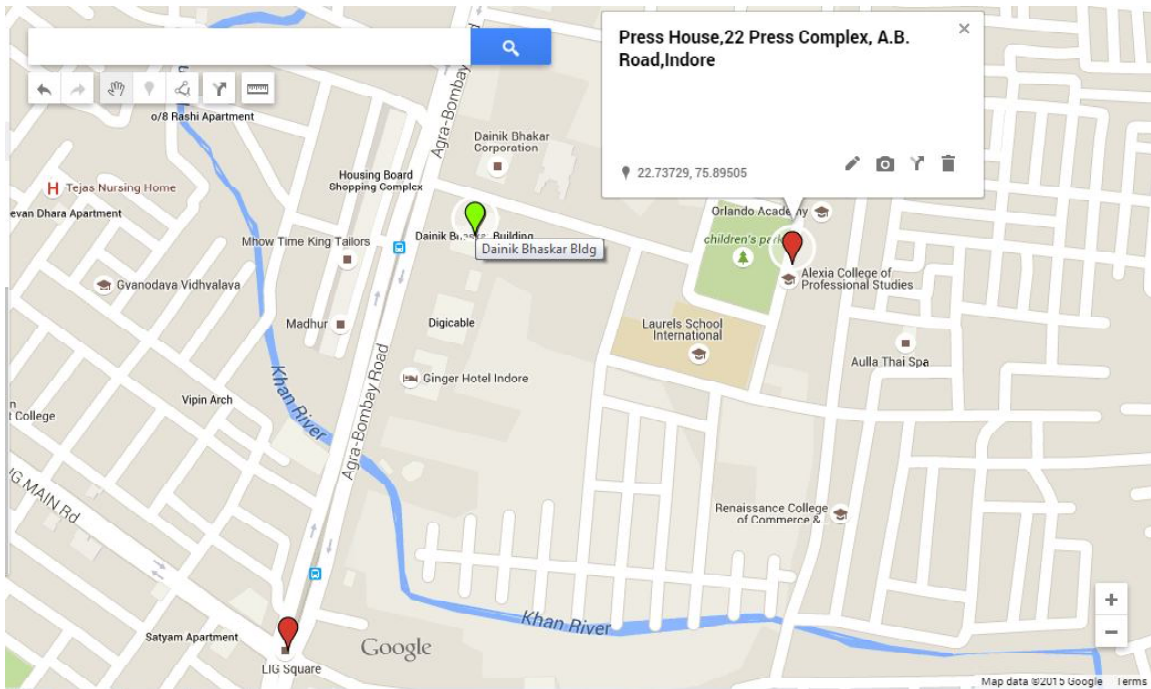 Press House,22 Press Complex, A.B.
Road,Indore
22.73729, 75.89505
o/8 Rashi Apartment
Agra-Bombay
Dainik Bhakar
Corporation
Housing Board
Shopping Complex
Tejas Nursing Home
evan Dhara Apartment
Orlando Academy
Dainik Bhaskar Building
Dainik Bhaskar Bldg
Mhow Time King Tailors
children's park
Alexia College of
Professional Studies
Gyanodaya Vidhyalaya
Madhur
Digicable
Laurels School
International
Aulla Thai Spa
Ginger Hotel Indore
Khan River
Vipin Arch
n
t College
Agra-Bombay Road
IG MAIN Rd
Renaissance College
of Commerce &
Khan River
Satyam Apartment
Google
LIG Square
Map data ©2015 Google Terms